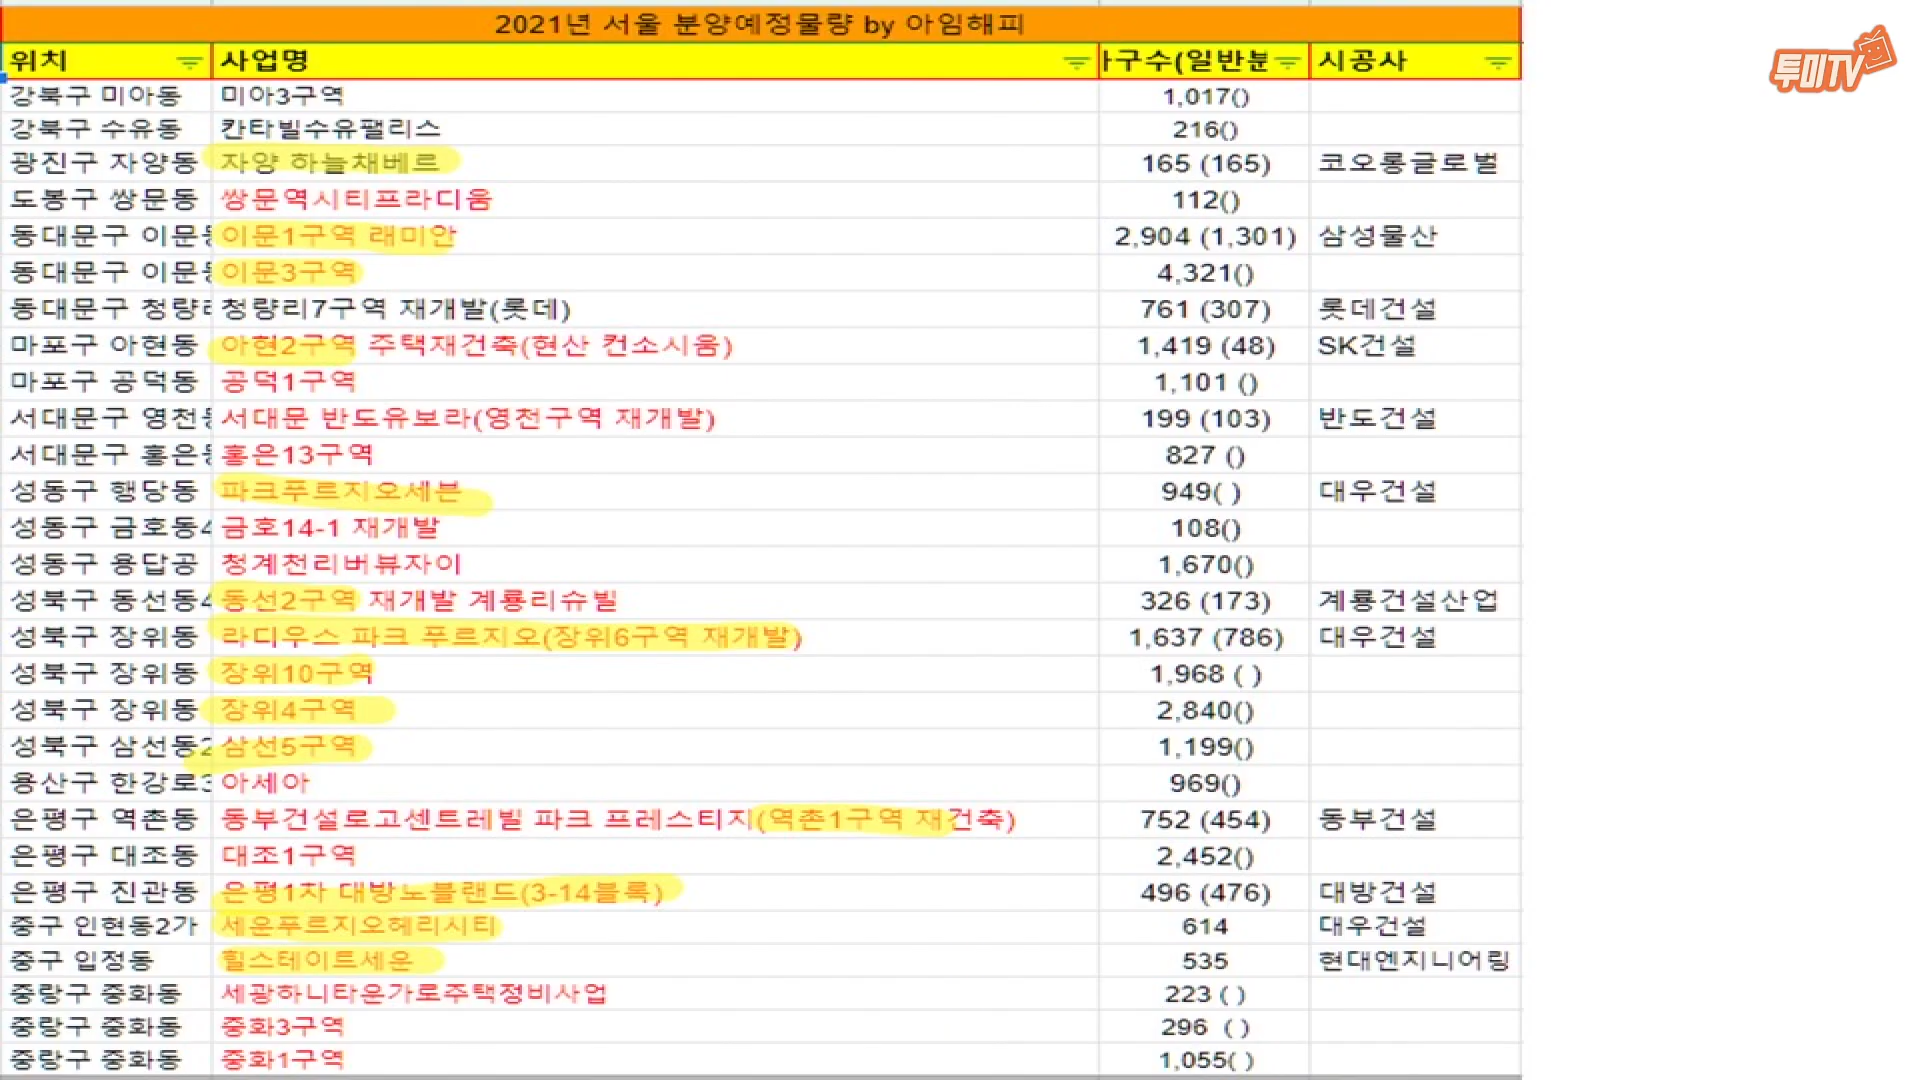 2021년 서울 분양예정물량 by 아임해피
위치 사업명 구수(일반분 시공사
투미TV
강북구 미아동 미아3구역 1,017()
강북구 수유동 칸타빌수유팰리스 216()
광진구 자양동 자양 하늘채베르 165 (165) 코오롱글로벌
도봉구 쌍문동 쌍문역시티프라디움 112()
동대문구 이문동 이문1구역 래미안 2,904 (1,301) 삼성물산
동대문구 이문동 이문3구역 4,321()
동대문구 청량리 청량리7구역 재개발(롯데) 761 (307) 롯데건설
마포구 아현동 아현2구역 주택재건축(현산 컨소시움) 1,419 (48) SK건설
마포구 공덕동 공덕1구역 1,101 ()
서대문구 영천동 서대문 반도유보라(영천구역 재개발) 199 (103) 반도건설
서대문구 홍은동 홍은13구역 827 ()
성동구 행당동 파크푸르지오세븐 949( ) 대우건설
성동구 금호동4 금호14-1 재개발 108()
성동구 용답공 청계천리버뷰자이 1,670()
성북구 동선동4 동선2구역 재개발 계룡리슈빌 326 (173) 계룡건설산업
성북구 장위동 라디우스 파크 푸르지오(장위6구역 재개발) 1,637 (786) 대우건설
성북구 장위동 장위10구역 1,968 ( )
성북구 장위동 장위4구역 2,840()
성북구 삼선동2 삼선5구역 1,199()
용산구 한강로3 아세아 969()
은평구 역촌동 동부건설로고센트레빌 파크 프레스티지(역촌1구역 재건축) 752 (454) 동부건설
은평구 대조동 대조1구역 2,452()
은평구 진관동 은평1차 대방노블랜드(3-14블록) 496 (476) 대방건설
중구 인현동2가 세운푸르지오헤리시티 614 대우건설
중구 입정동 힐스테이트세운 535 현대엔지니어링
중랑구 중화동 세광하니타운가로주택정비사업 223 ( )
중랑구 중화동 중화3구역 296 ( )
중랑구 중화동 중화1구역 1,055( )